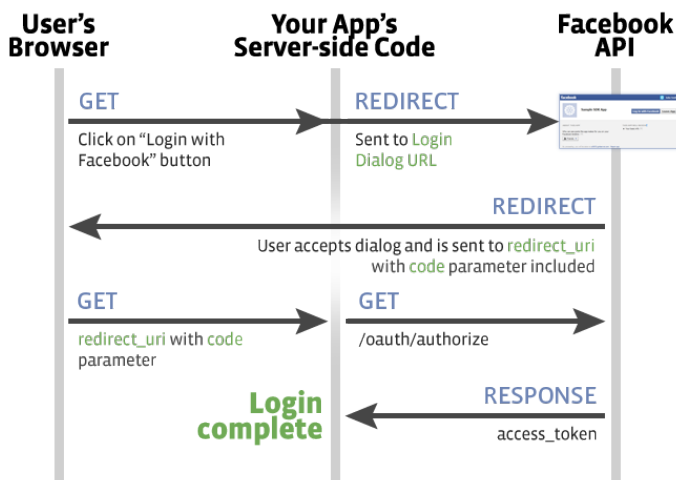 User's
Browser
Your App's
Server-side Code
Facebook
API
GET
Click on “Login with
Facebook” button
REDIRECT
Sent to Login
Dialog URL
facebook
REDIRECT
User accepts dialog and is sent to redirect_uri
with code parameter included
GET
redirect_uri with code
parameter
GET
/oauth/authorize
Login
complete
RESPONSE
access_token